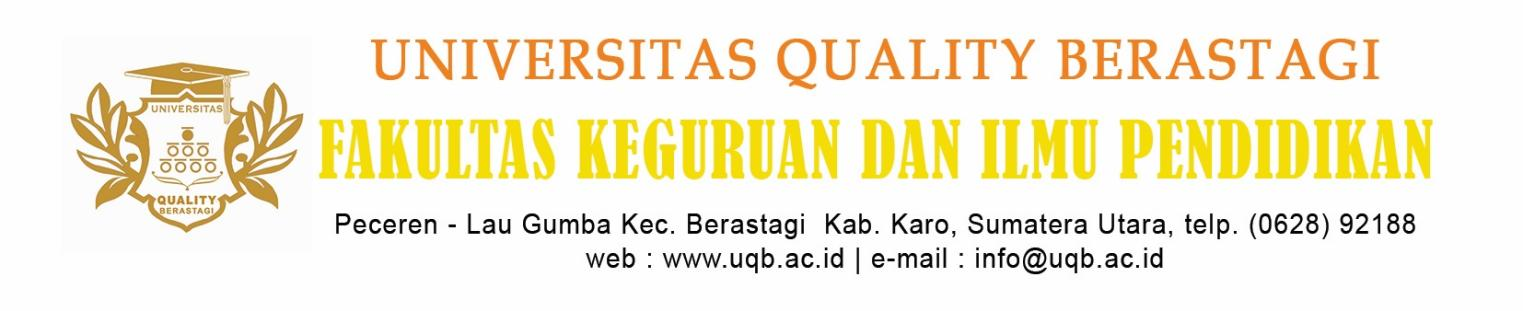 UNIVERSITAS QUALITY BERASTAGI
FAKULTAS KEGURUAN DAN ILMU PENDIDIKAN
Peceren - Lau Gumba Kec. Berastagi Kab. Karo, Sumatera Utara, telp. (0628) 92188
web : www.uqb.ac.id | e-mail : info@uqb.ac.id
UNIVERSITAS
QUALITY
BERASTAGI